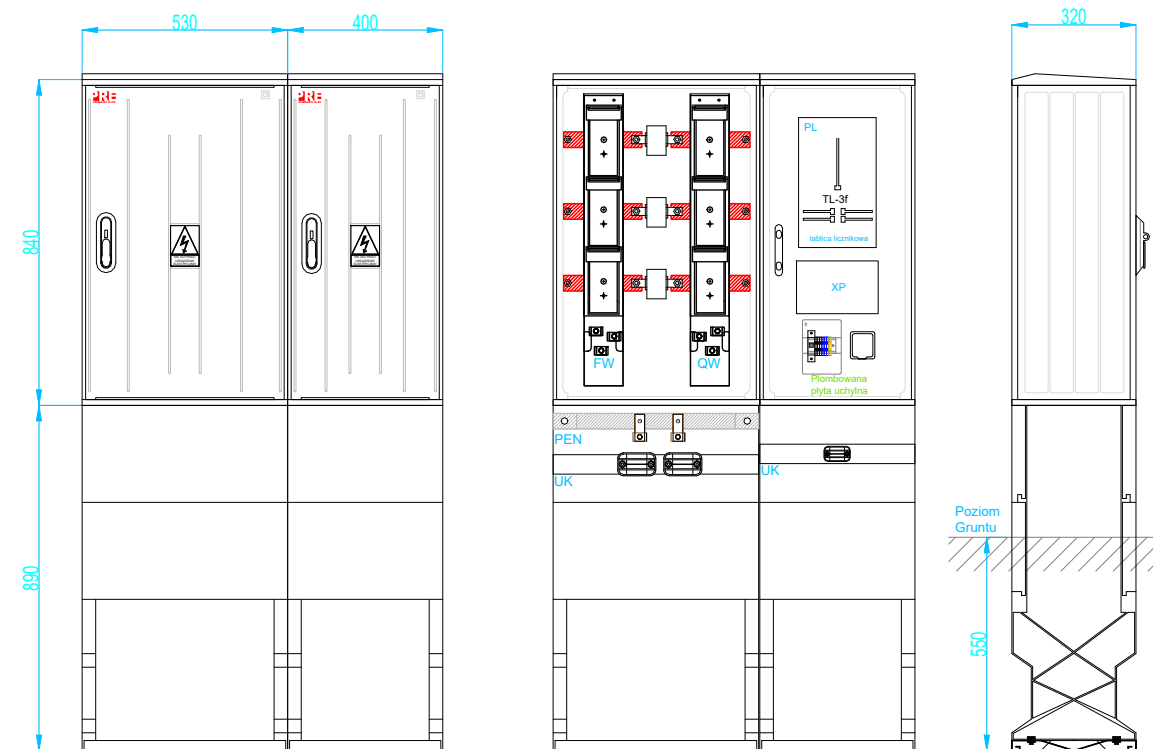 530
400
320
PRE
PRE
840
890
PL
TL-3f
tablica licznikowa
XP
FW
QW
Plombowana
płyta uchylna
PEN
UK
UK
Poziom
Gruntu
550